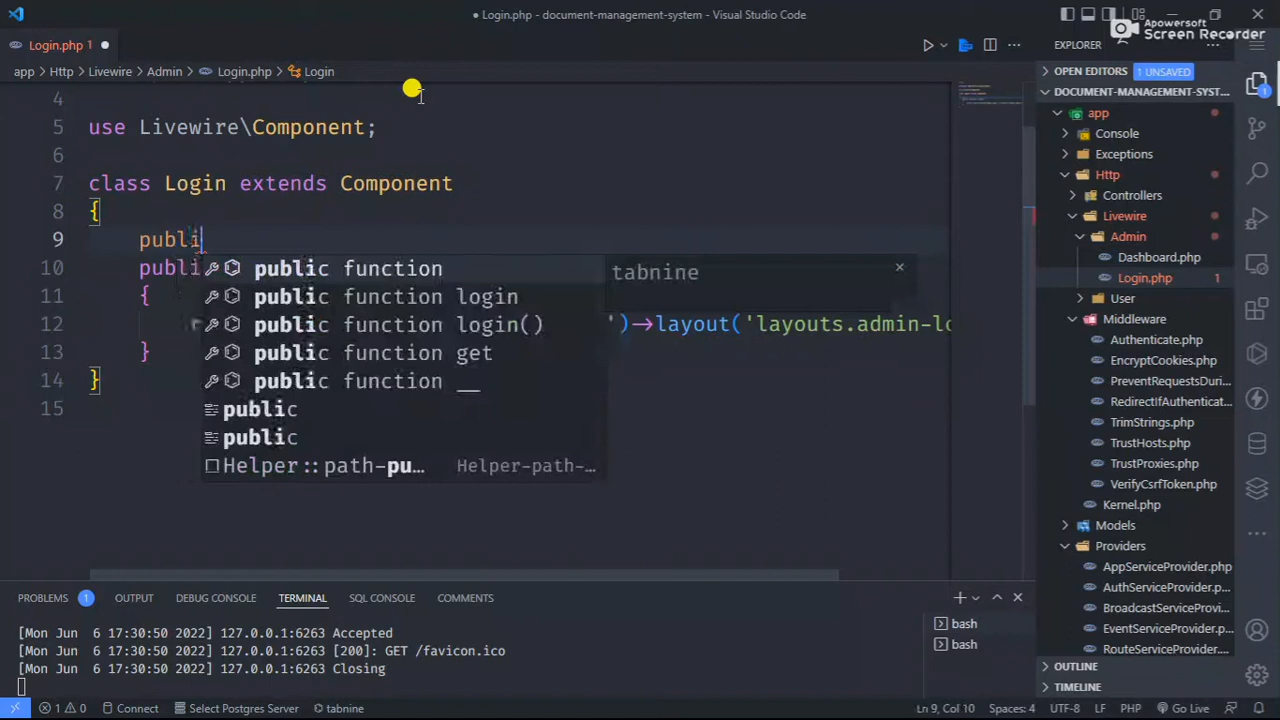 ● Login.php - document-management-system - Visual Studio Code
Apowersoft
Screen Recorder
Login.php 1 ●
EXPLORER
app > Http > Livewire > Admin > Login.php > Login
OPEN EDITORS 1 UNSAVED
DOCUMENT-MANAGEMENT-SYST...
4
5 use Livewire\Component;
6
7 class Login extends Component
8 {
9 publi
10 publi
11 {
12 ')→layout('layouts.admin-lo
13 }
14 }
15
public function
tabnine
public function login
public function login()
public function get
public function __
public
public
Helper::path-pu… Helper-path-…
app
Console
Exceptions
Http
Controllers
Livewire
Admin
Dashboard.php
Login.php 1
User
Middleware
Authenticate.php
EncryptCookies.php
PreventRequestsDuri...
RedirectIfAuthenticat...
TrimStrings.php
TrustHosts.php
TrustProxies.php
VerifyCsrfToken.php
Kernel.php
Models
Providers
AppServiceProvider.php
AuthServiceProvider.p...
BroadcastServiceProvi...
EventServiceProvider.p...
RouteServiceProvider....
OUTLINE
TIMELINE
PROBLEMS 1 OUTPUT DEBUG CONSOLE TERMINAL SQL CONSOLE COMMENTS
[Mon Jun 6 17:30:50 2022] 127.0.0.1:6263 Accepted
[Mon Jun 6 17:30:50 2022] 127.0.0.1:6263 [200]: GET /favicon.ico
[Mon Jun 6 17:30:50 2022] 127.0.0.1:6263 Closing
bash
bash
1 0 Connect Select Postgres Server tabnine Ln 9, Col 10 Spaces: 4 UTF-8 LF PHP Go Live